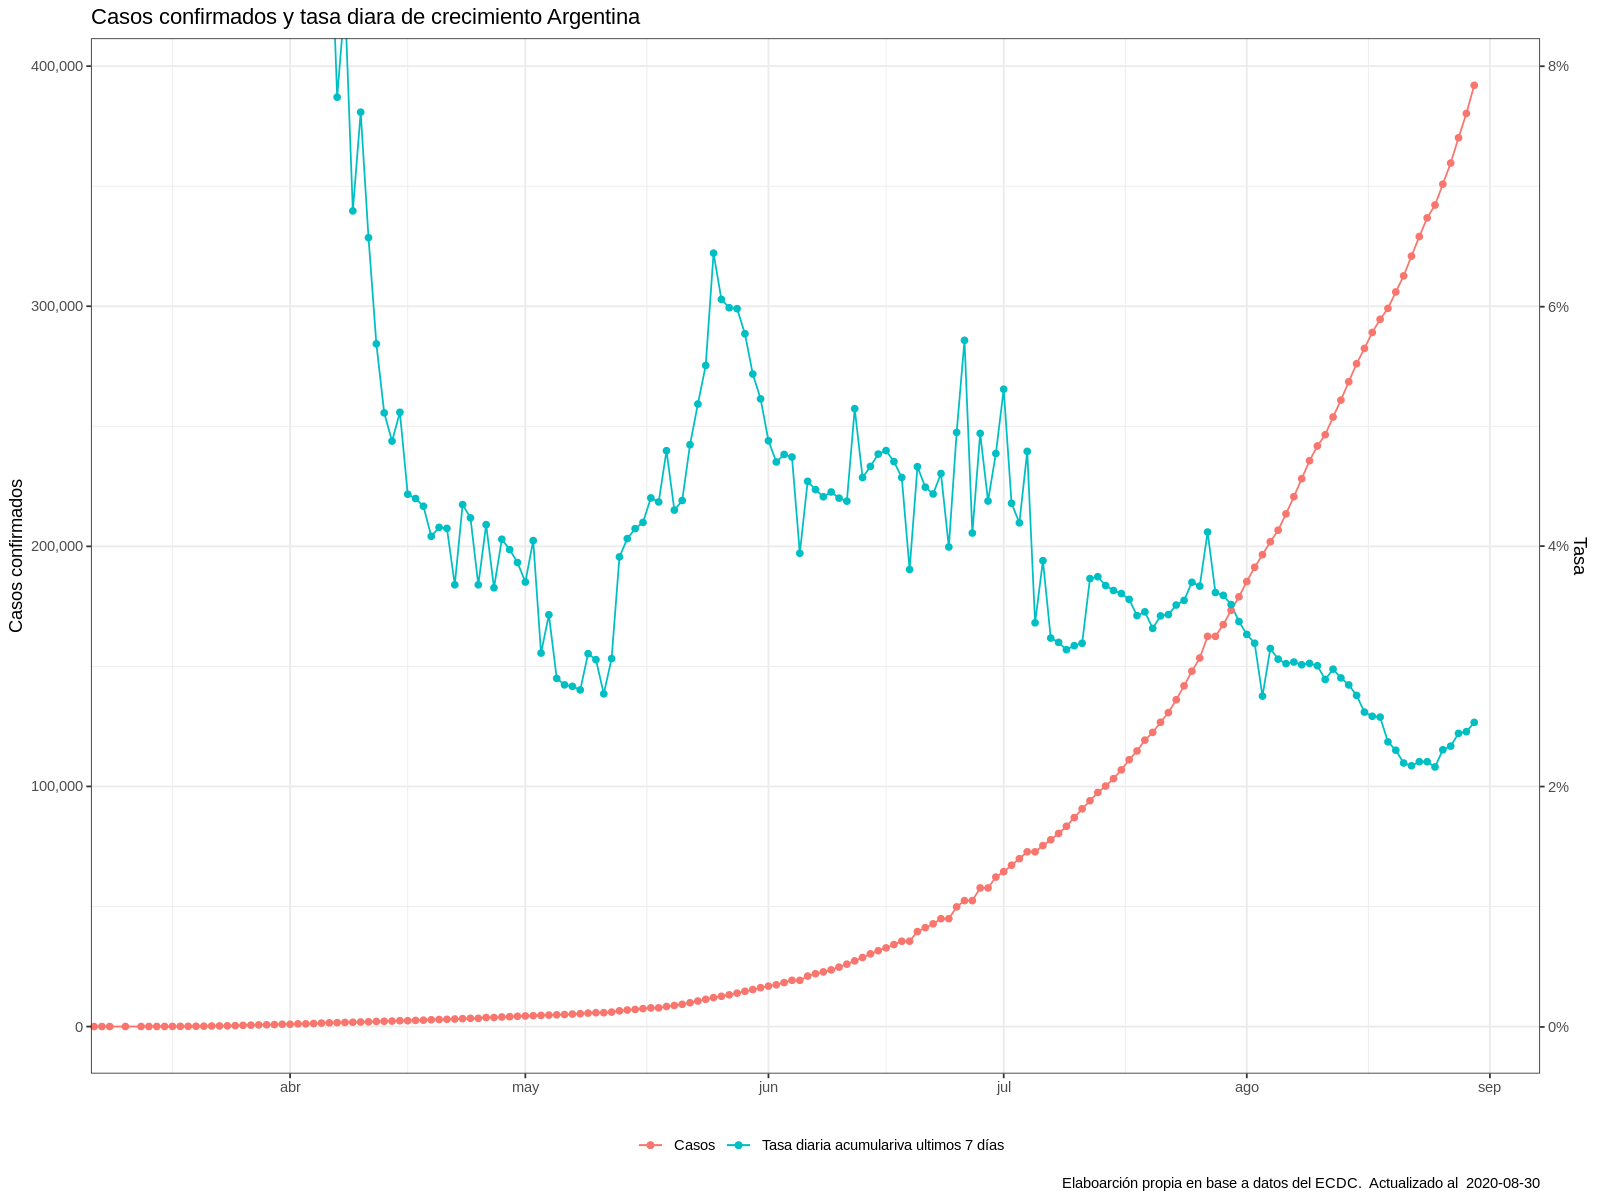 Casos confirmados y tasa diara de crecimiento Argentina
400,000
300,000
200,000
100,000
0
Casos confirmados
8%
6%
4%
2%
0%
Tasa
abr
may
jun
jul
ago
sep
Casos
Tasa diaria acumulariva ultimos 7 días
Elaboarción propia en base a datos del ECDC.  Actualizado al  2020-08-30